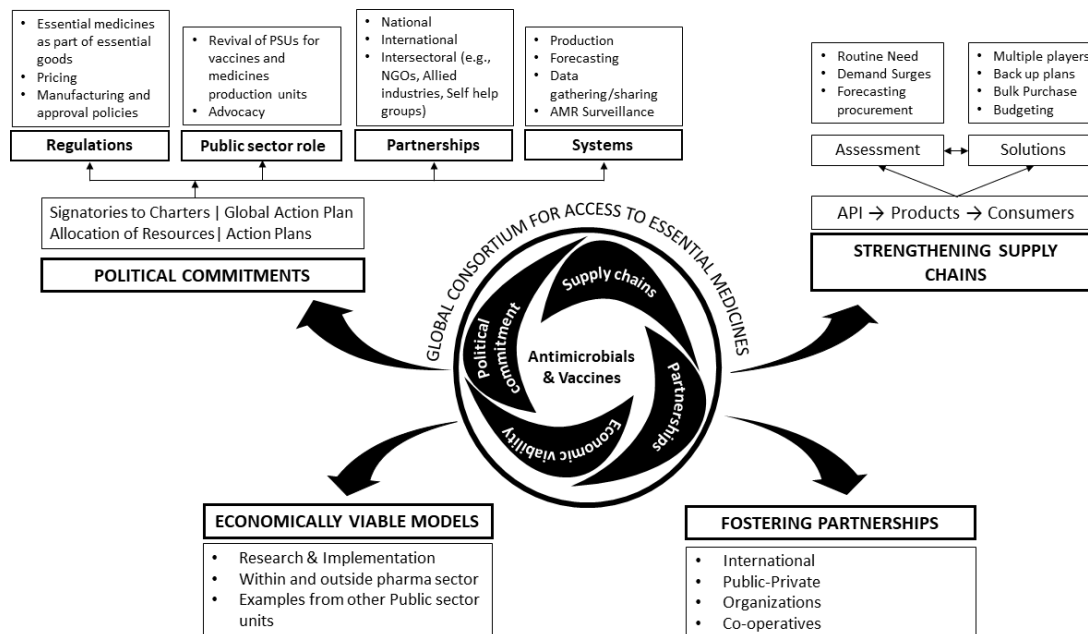 • Essential medicines
as part of essential
goods
• Pricing
• Manufacturing and
approval policies
Regulations
• Revival of PSUs for
vaccines and
medicines
production units
• Advocacy
Public sector role
• National
• International
• Intersectoral (e.g.,
NGOs, Allied
industries, Self help
groups)
Partnerships
• Production
• Forecasting
• Data
gathering/sharing
• AMR Surveillance
Systems
Signatories to Charters | Global Action Plan
Allocation of Resources| Action Plans
POLITICAL COMMITMENTS
• Routine Need
• Demand Surges
• Forecasting
procurement
Assessment
• Multiple players
• Back up plans
• Bulk Purchase
• Budgeting
Solutions
API → Products → Consumers
STRENGTHENING SUPPLY
CHAINS
GLOBAL CONSORTIUM FOR ACCESS TO ESSENTIAL MEDICINES
Supply chains
Political
commitment
Partnerships
Economic viability
Antimicrobials
& Vaccines
ECONOMICALLY VIABLE MODELS
• Research & Implementation
• Within and outside pharma sector
• Examples from other Public sector
units
FOSTERING PARTNERSHIPS
• International
• Public-Private
• Organizations
• Co-operatives